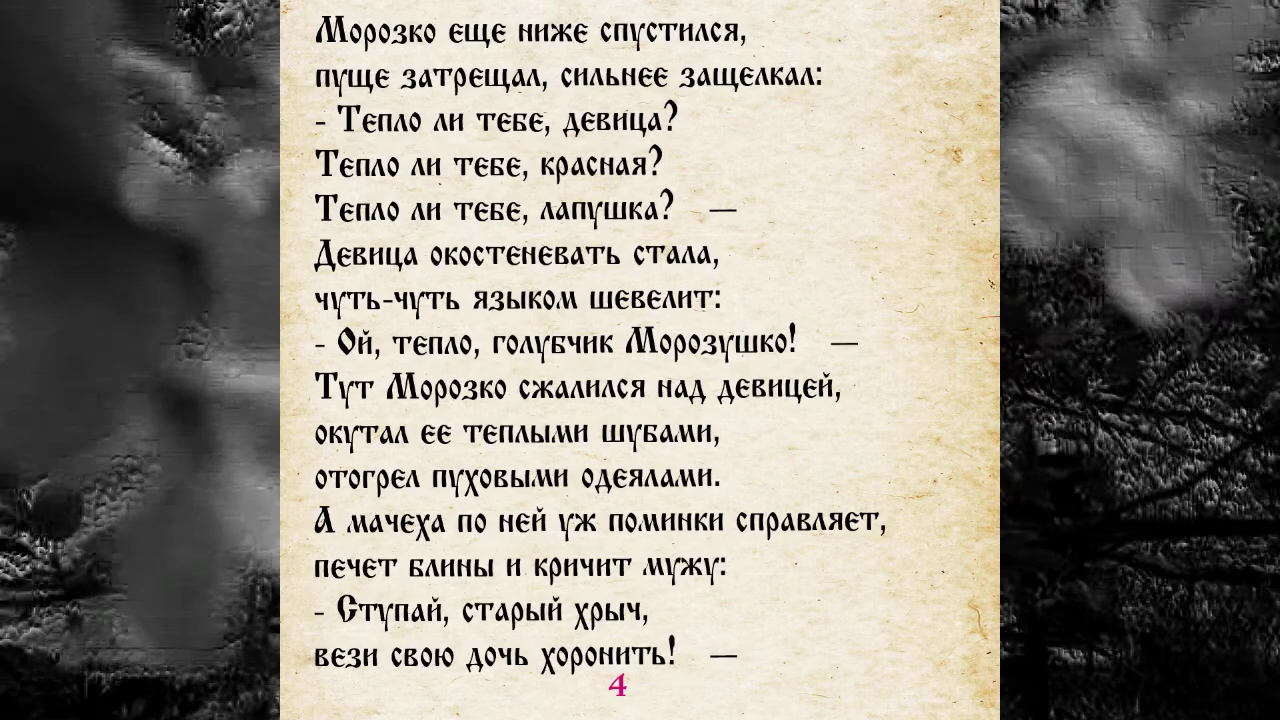 Морозко еще ниже спустился,
пуще затрещал, сильнее защелкал:
- Тепло ли тебе, девица?
Тепло ли тебе, красная?
Тепло ли тебе, лапушка? —
Девица окостеневать стала,
чуть-чуть языком шевелит:
- Ой, тепло, голубчик Морозушко! —
Тут Морозко сжалился над девицей,
окутал ее теплыми шубами,
отогрел пуховыми одеялами.
А мачеха по ней уж поминки справляет,
печет блины и кричит мужу:
- Ступай, старый хрыч,
вези свою дочь хоронить! —
4